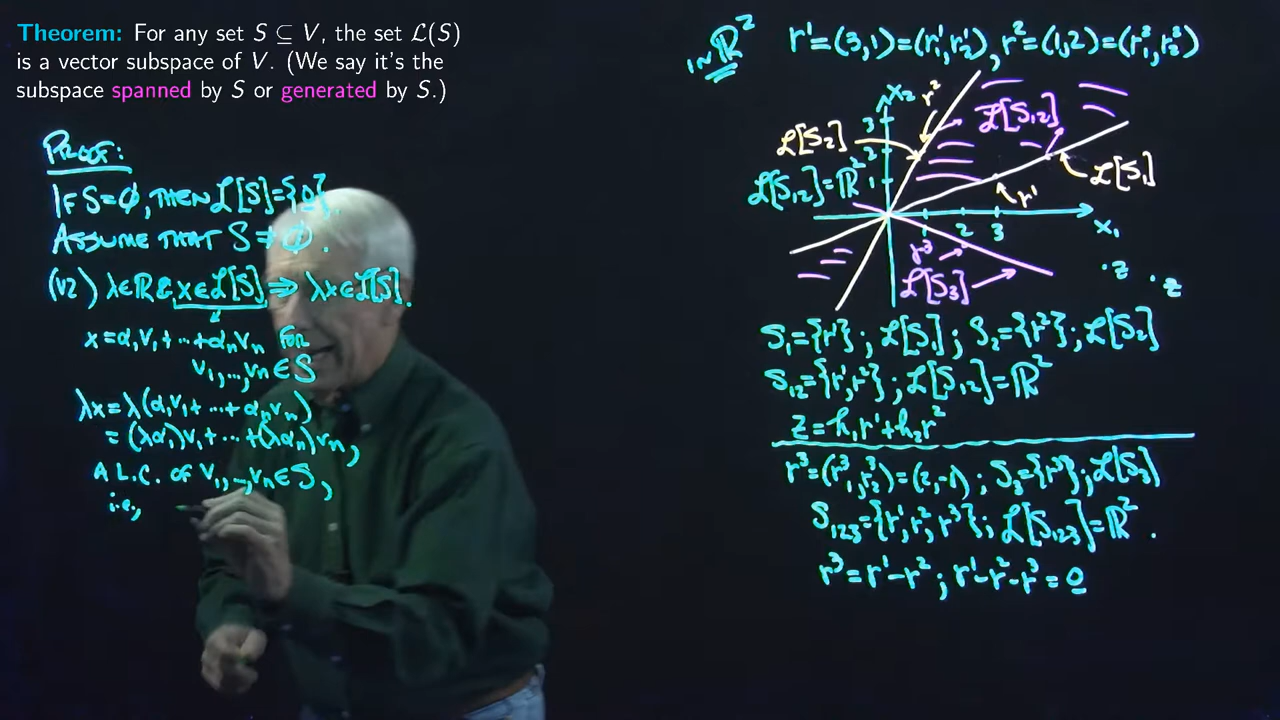 Theorem: For any set S ⊆ V, the set ℒ(S)
is a vector subspace of V. (We say it's the
subspace spanned by S or generated by S.)
PROOF:
IF S=∅, THEN ℒ[S]={0}.
ASSUME THAT S≠∅.
(V2) λ∈ℝ & x∈ℒ[S] ⇒ λx∈ℒ[S].
x=α₁v₁+⋯+αₙvₙ FOR
v₁,…,vₙ∈S
λx=λ(α₁v₁+⋯+αₙvₙ)
=(λα₁)v₁+⋯+(λαₙ)vₙ,
A L.C. OF v₁,…,vₙ∈S,
i.e.,
IN ℝ²
r¹=(3,1)=(r¹₁,r¹₂), r²=(1,2)=(r²₁,r²₂)
x₂
r²
3
ℒ[S₁₂]
ℒ[S₂]
2
ℒ[S₁₂]=ℝ²
1
ℒ[S₁]
r¹
2 3
x₁
r³
ℒ[S₃]
z
z
S₁={r¹}; ℒ[S₁]; S₂={r²}; ℒ[S₂]
S₁₂={r¹,r²}; ℒ[S₁₂]=ℝ²
z=h₁r¹+h₂r²
r³=(r³₁,r³₂)=(2,-1); S₃={r³}; ℒ[S₃]
S₁₂₃={r¹,r²,r³}; ℒ[S₁₂₃]=ℝ².
r³=r¹-r²; r¹-r²-r³=0